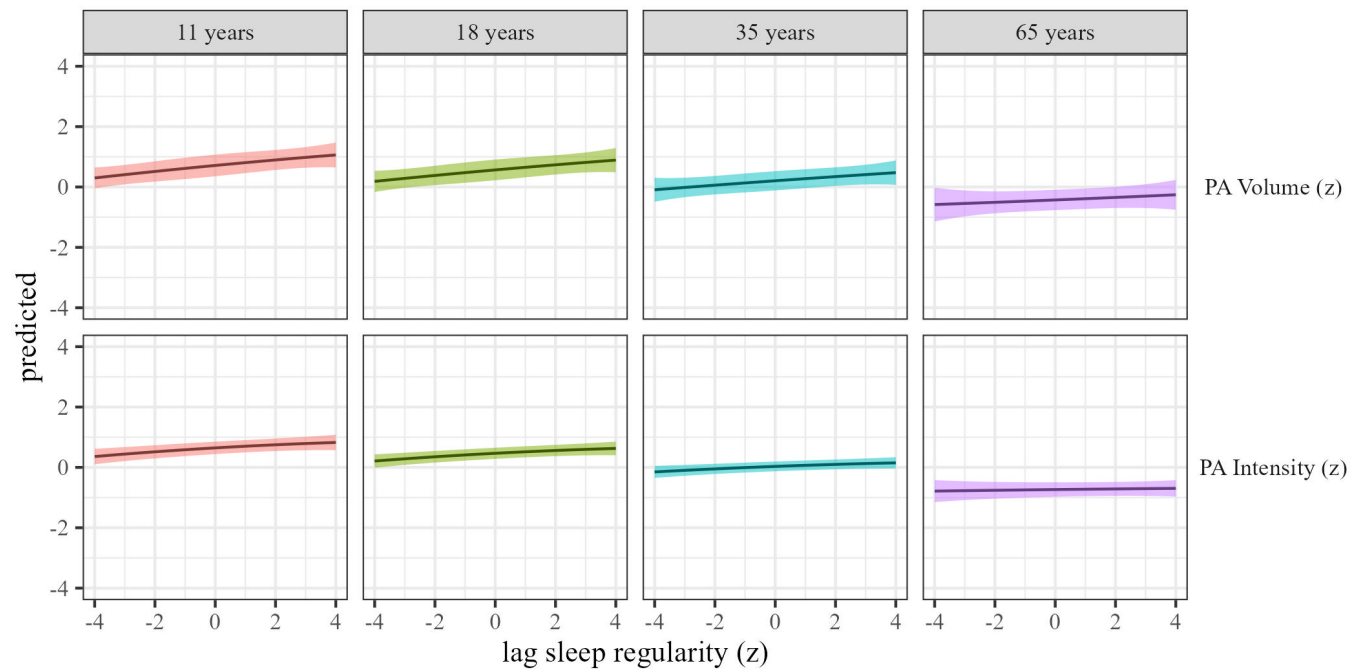 11 years
18 years
35 years
65 years
4
2
0
-2
-4
PA Volume (z)
predicted
4
2
0
-2
-4
PA Intensity (z)
-4 -2 0 2 4
-4 -2 0 2 4
-4 -2 0 2 4
-4 -2 0 2 4
lag sleep regularity (z)